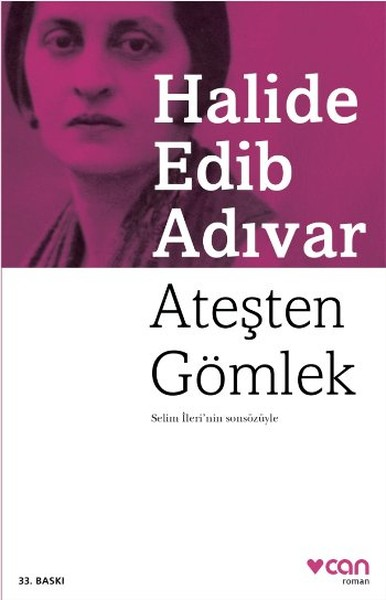 Halide
Edib
Adıvar
Ateşten
Gömlek
Selim İleri'nin sonsözüyle
33. BASKI
can
roman